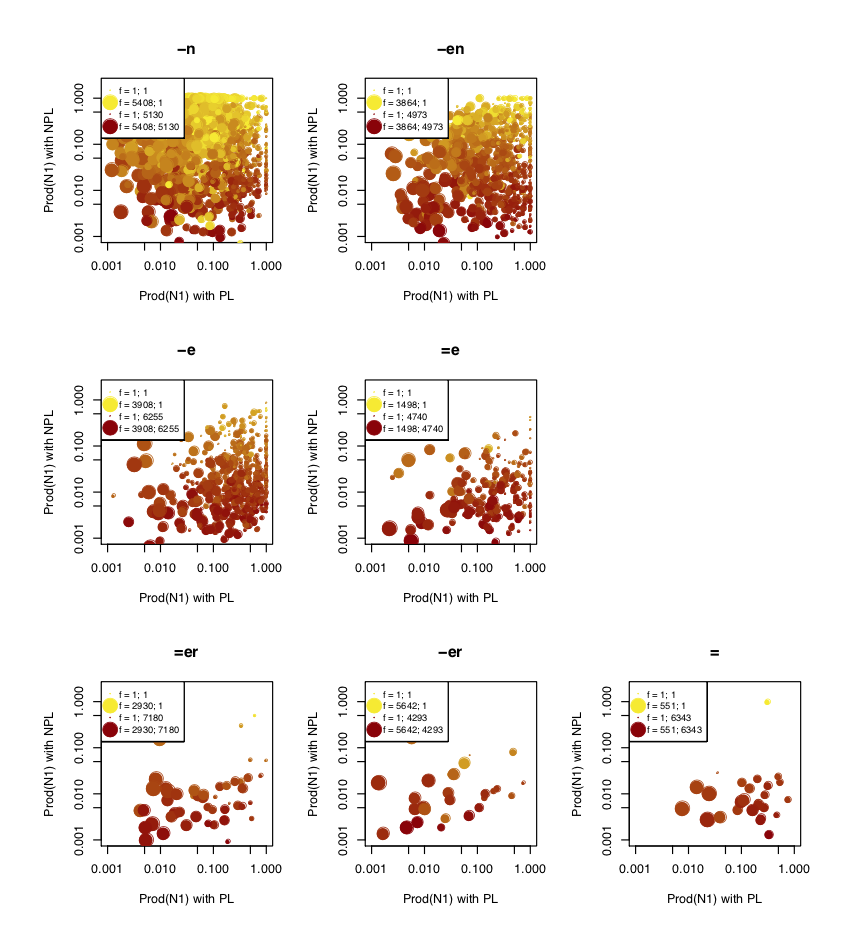 −n
f = 1; 1
f = 5408; 1
f = 1; 5130
f = 5408; 5130
Prod(N1) with NPL
0.001 0.010 0.100 1.000
0.001 0.010 0.100 1.000
Prod(N1) with PL
−en
f = 1; 1
f = 3864; 1
f = 1; 4973
f = 3864; 4973
Prod(N1) with NPL
0.001 0.010 0.100 1.000
0.001 0.010 0.100 1.000
Prod(N1) with PL
−e
f = 1; 1
f = 3908; 1
f = 1; 6255
f = 3908; 6255
Prod(N1) with NPL
0.001 0.010 0.100 1.000
0.001 0.010 0.100 1.000
Prod(N1) with PL
=e
f = 1; 1
f = 1498; 1
f = 1; 4740
f = 1498; 4740
Prod(N1) with NPL
0.001 0.010 0.100 1.000
0.001 0.010 0.100 1.000
Prod(N1) with PL
=er
f = 1; 1
f = 2930; 1
f = 1; 7180
f = 2930; 7180
Prod(N1) with NPL
0.001 0.010 0.100 1.000
0.001 0.010 0.100 1.000
Prod(N1) with PL
−er
f = 1; 1
f = 5642; 1
f = 1; 4293
f = 5642; 4293
Prod(N1) with NPL
0.001 0.010 0.100 1.000
0.001 0.010 0.100 1.000
Prod(N1) with PL
=
f = 1; 1
f = 551; 1
f = 1; 6343
f = 551; 6343
Prod(N1) with NPL
0.001 0.010 0.100 1.000
0.001 0.010 0.100 1.000
Prod(N1) with PL